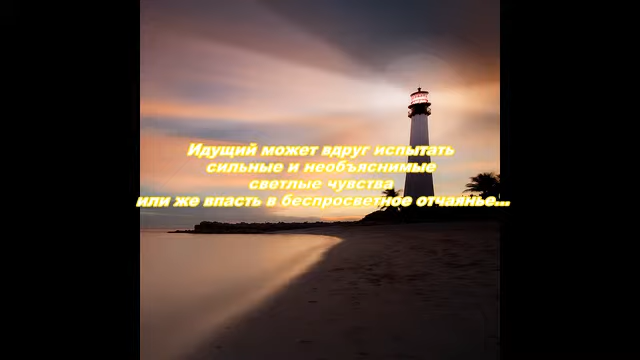 Идущий может вдруг испытать
сильные и необъяснимые
светлые чувства
или же впасть в беспросветное отчаянье...